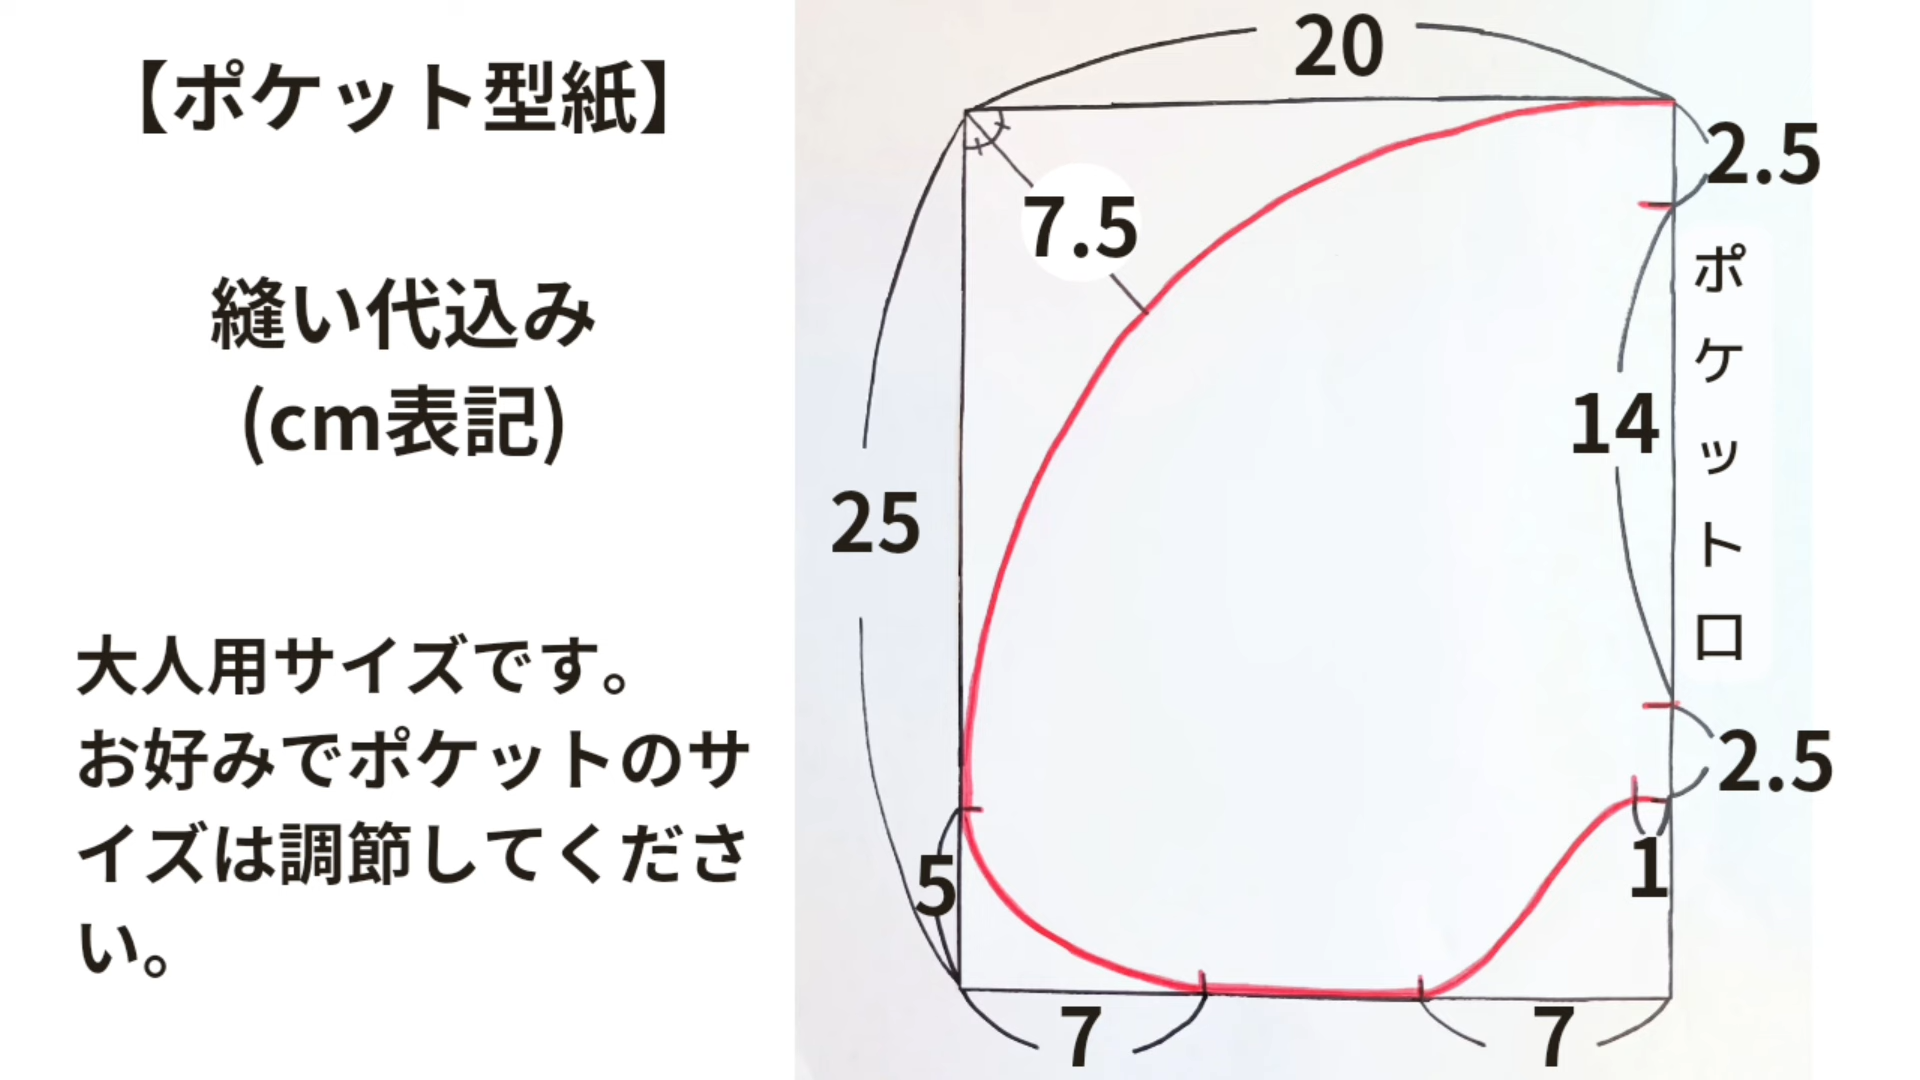 【ポケット型紙】
縫い代込み
(cm表記)
大人用サイズです。
お好みでポケットのサ
イズは調節してくださ
い。
20
2.5
7.5
ポケット口
14
25
2.5
5
1
7
7